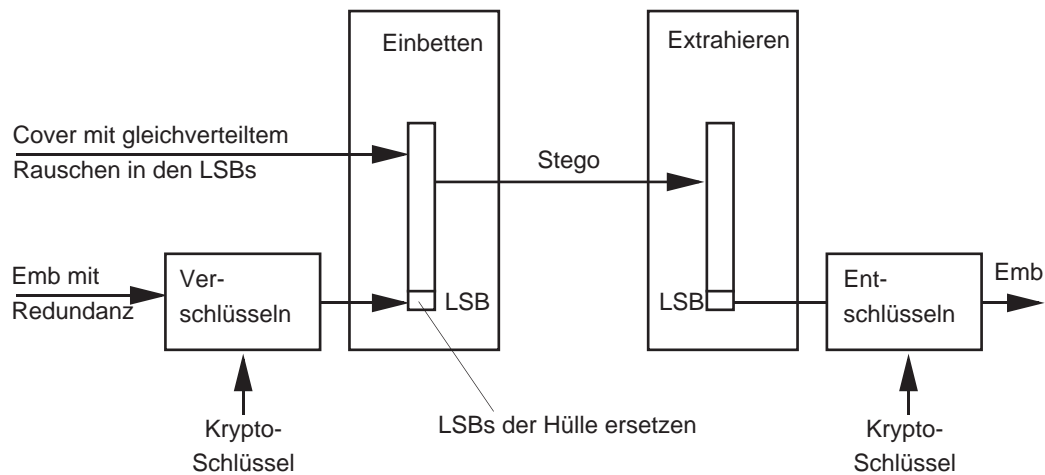 Einbetten
Extrahieren
Cover mit gleichverteiltem
Rauschen in den LSBs
Stego
Emb mit
Redundanz
Ver-
schlüsseln
LSB
LSB
Ent-
schlüsseln
Emb
LSBs der Hülle ersetzen
Krypto-
Schlüssel
Krypto-
Schlüssel